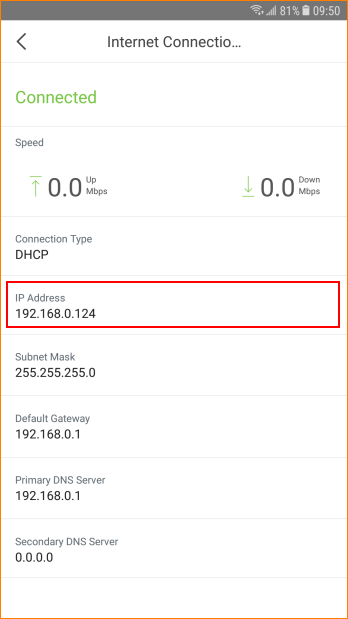 81% 09:50
Internet Connectio...
Connected
Speed
0.0 Up Mbps 0.0 Down Mbps
Connection Type
DHCP
IP Address
192.168.0.124
Subnet Mask
255.255.255.0
Default Gateway
192.168.0.1
Primary DNS Server
192.168.0.1
Secondary DNS Server
0.0.0.0